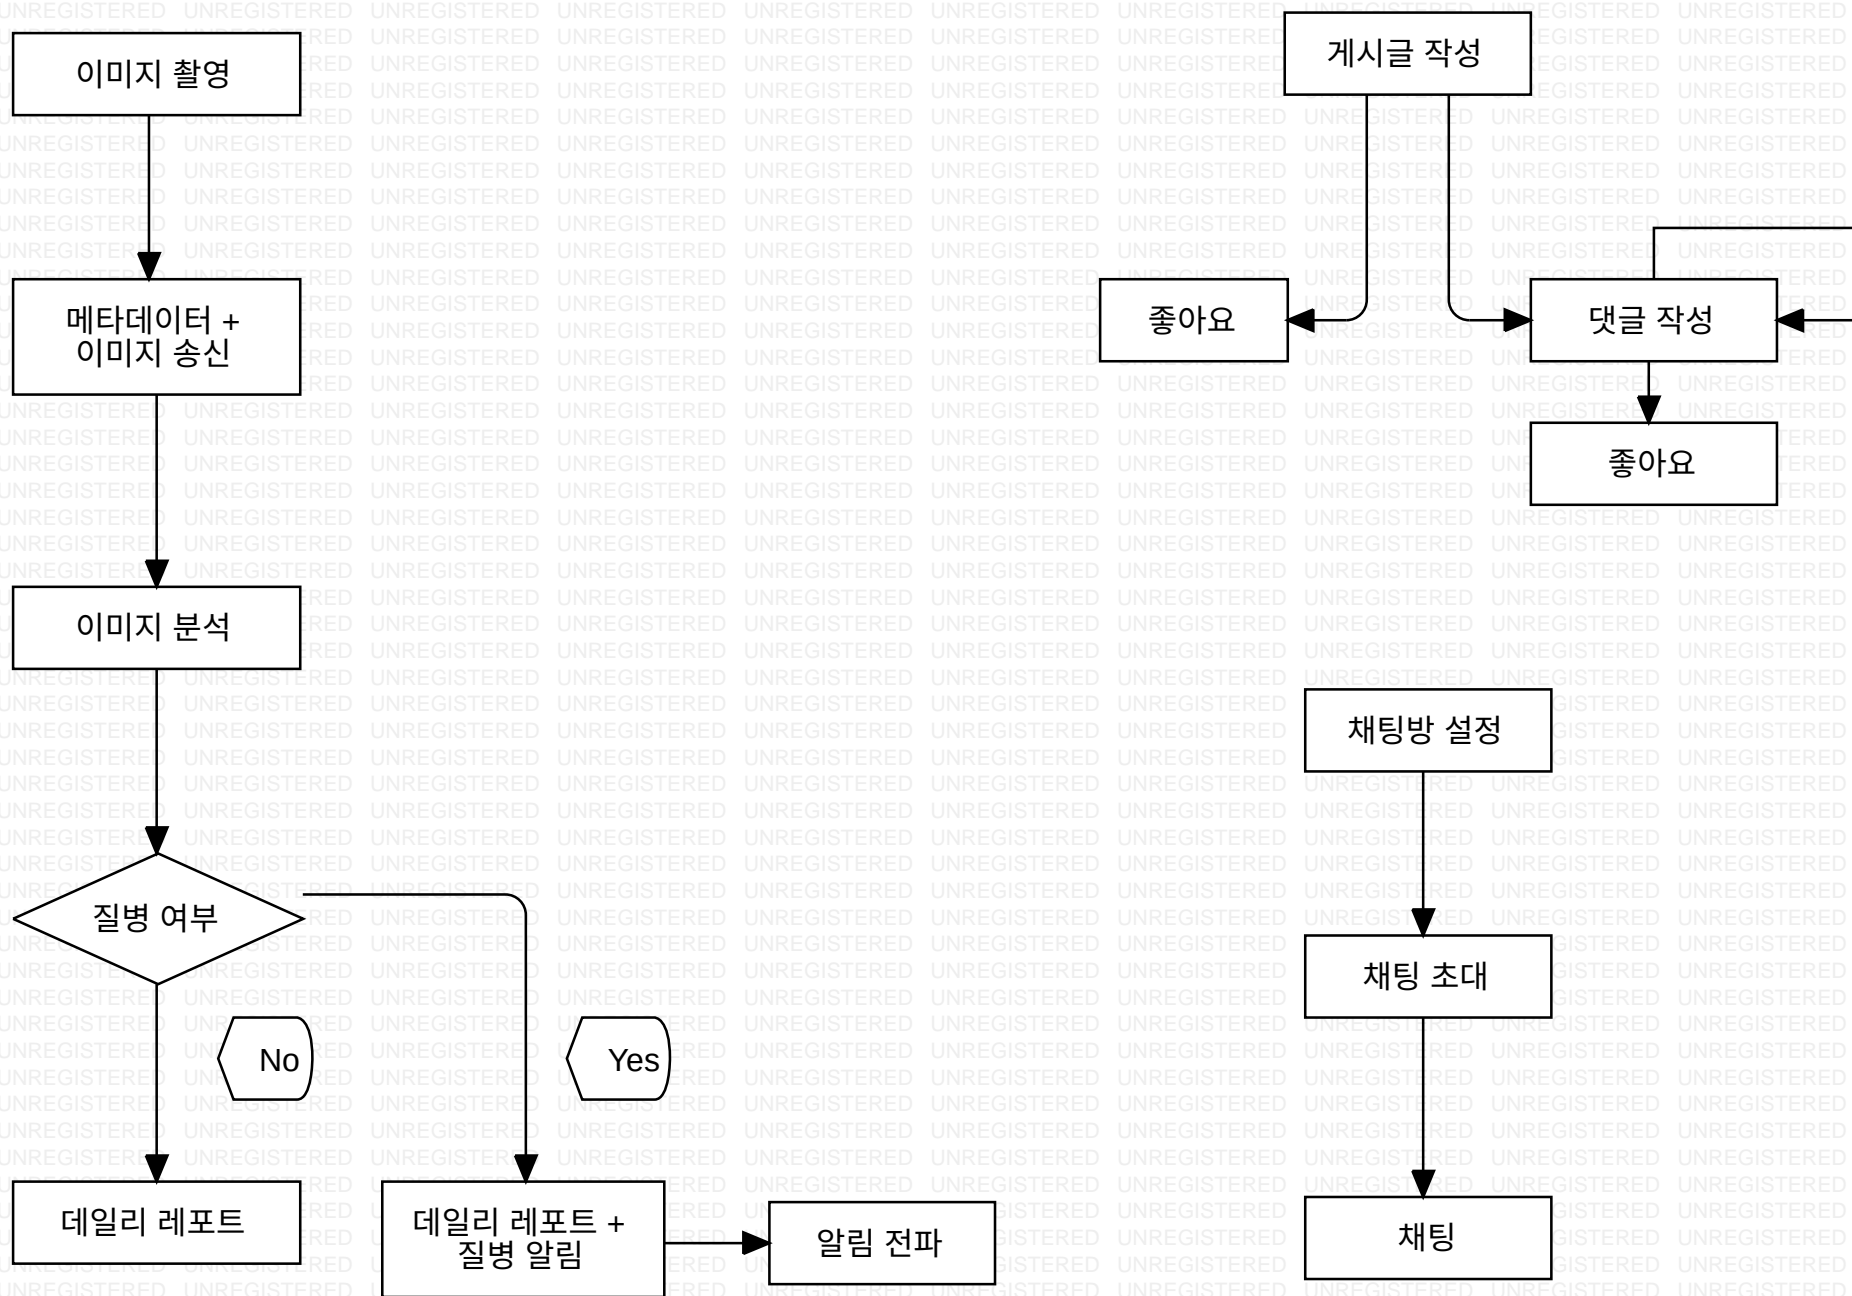 이미지 촬영
메타데이터 +
이미지 송신
이미지 분석
질병 여부
No
Yes
데일리 레포트
데일리 레포트 +
질병 알림
알림 전파
게시글 작성
좋아요
댓글 작성
좋아요
채팅방 설정
채팅 초대
채팅
UNREGISTERED